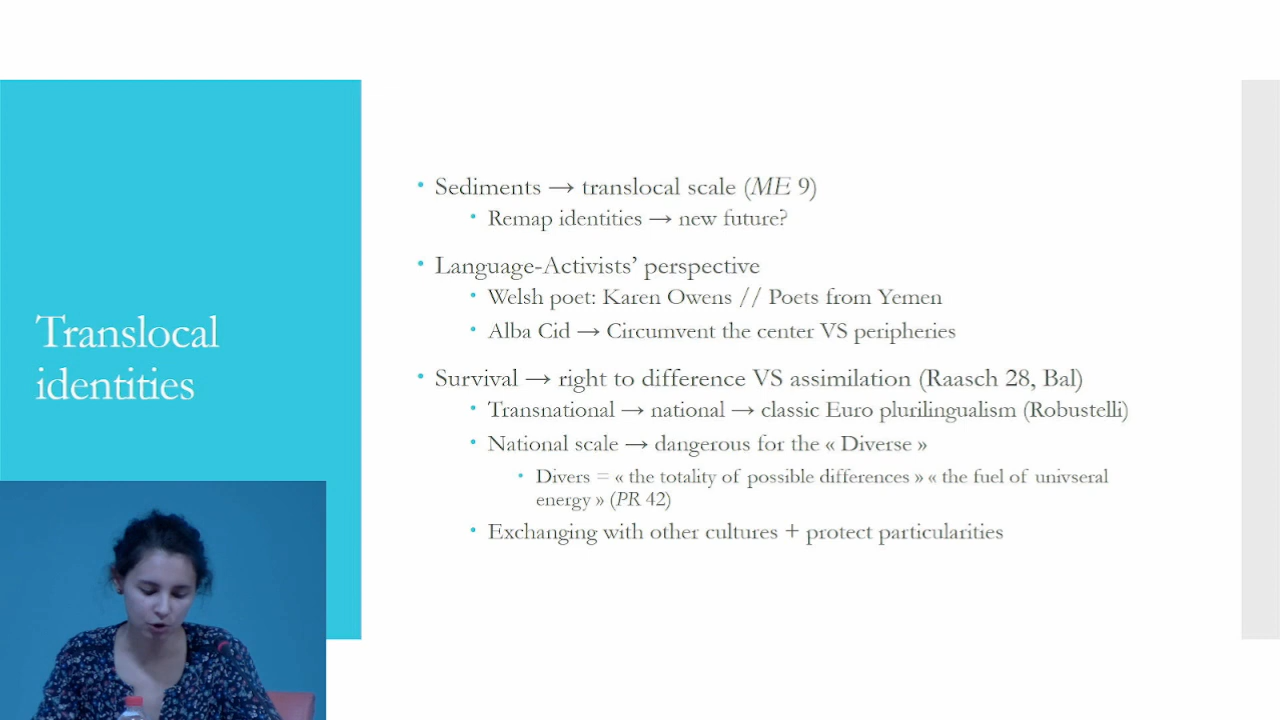 Translocal
identities
• Sediments → translocal scale (ME 9)
• Remap identities → new future?
• Language-Activists’ perspective
• Welsh poet: Karen Owens // Poets from Yemen
• Alba Cid → Circumvent the center VS peripheries
• Survival → right to difference VS assimilation (Raasch 28, Bal)
• Transnational → national → classic Euro plurilingualism (Robustelli)
• National scale → dangerous for the « Diverse »
• Divers = « the totality of possible differences » « the fuel of univseral
energy » (PR 42)
• Exchanging with other cultures + protect particularities